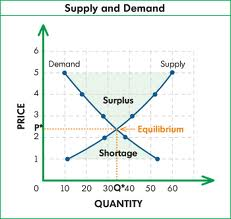 Supply and Demand
PRICE
6
Demand
Supply
5
4
Surplus
3
P*
Equilibrium
2
Shortage
1
0 10 20 30 40 50 60
Q*
QUANTITY